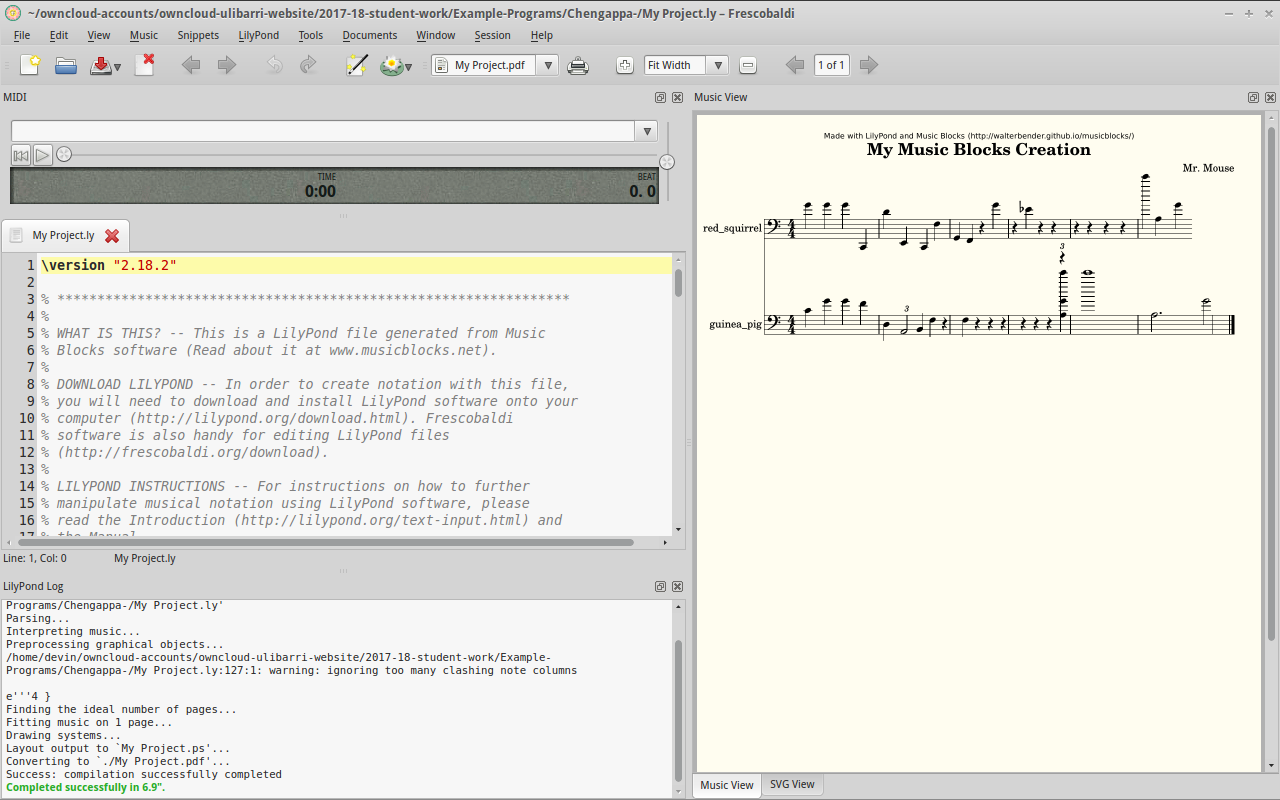 ~/owncloud-accounts/owncloud-ulibarri-website/2017-18-student-work/Example-Programs/Chengappa-/My Project.ly – Frescobaldi
File Edit View Music Snippets LilyPond Tools Documents Window Session Help
My Project.pdf
Fit Width
1 of 1
MIDI
TIME
0:00
BEAT
0. 0
My Project.ly
1 \version "2.18.2"
2
3 % ****************************************************************
4 %
5 % WHAT IS THIS? -- This is a LilyPond file generated from Music
6 % Blocks software (Read about it at www.musicblocks.net).
7 %
8 % DOWNLOAD LILYPOND -- In order to create notation with this file,
9 % you will need to download and install LilyPond software onto your
10 % computer (http://lilypond.org/download.html). Frescobaldi
11 % software is also handy for editing LilyPond files
12 % (http://frescobaldi.org/download).
13 %
14 % LILYPOND INSTRUCTIONS -- For instructions on how to further
15 % manipulate musical notation using LilyPond software, please
16 % read the Introduction (http://lilypond.org/text-input.html) and
17 % the Manual
Line: 1, Col: 0 My Project.ly
LilyPond Log
Programs/Chengappa-/My Project.ly'
Parsing...
Interpreting music...
Preprocessing graphical objects...
/home/devin/owncloud-accounts/owncloud-ulibarri-website/2017-18-student-work/Example-
Programs/Chengappa-/My Project.ly:127:1: warning: ignoring too many clashing note columns
e'''4 }
Finding the ideal number of pages...
Fitting music on 1 page...
Drawing systems...
Layout output to `My Project.ps'...
Converting to `./My Project.pdf'...
Success: compilation successfully completed
Completed successfully in 6.9".
Music View
Made with LilyPond and Music Blocks (http://walterbender.github.io/musicblocks/)
My Music Blocks Creation
Mr. Mouse
red_squirrel
3
3
guinea_pig
Music View SVG View